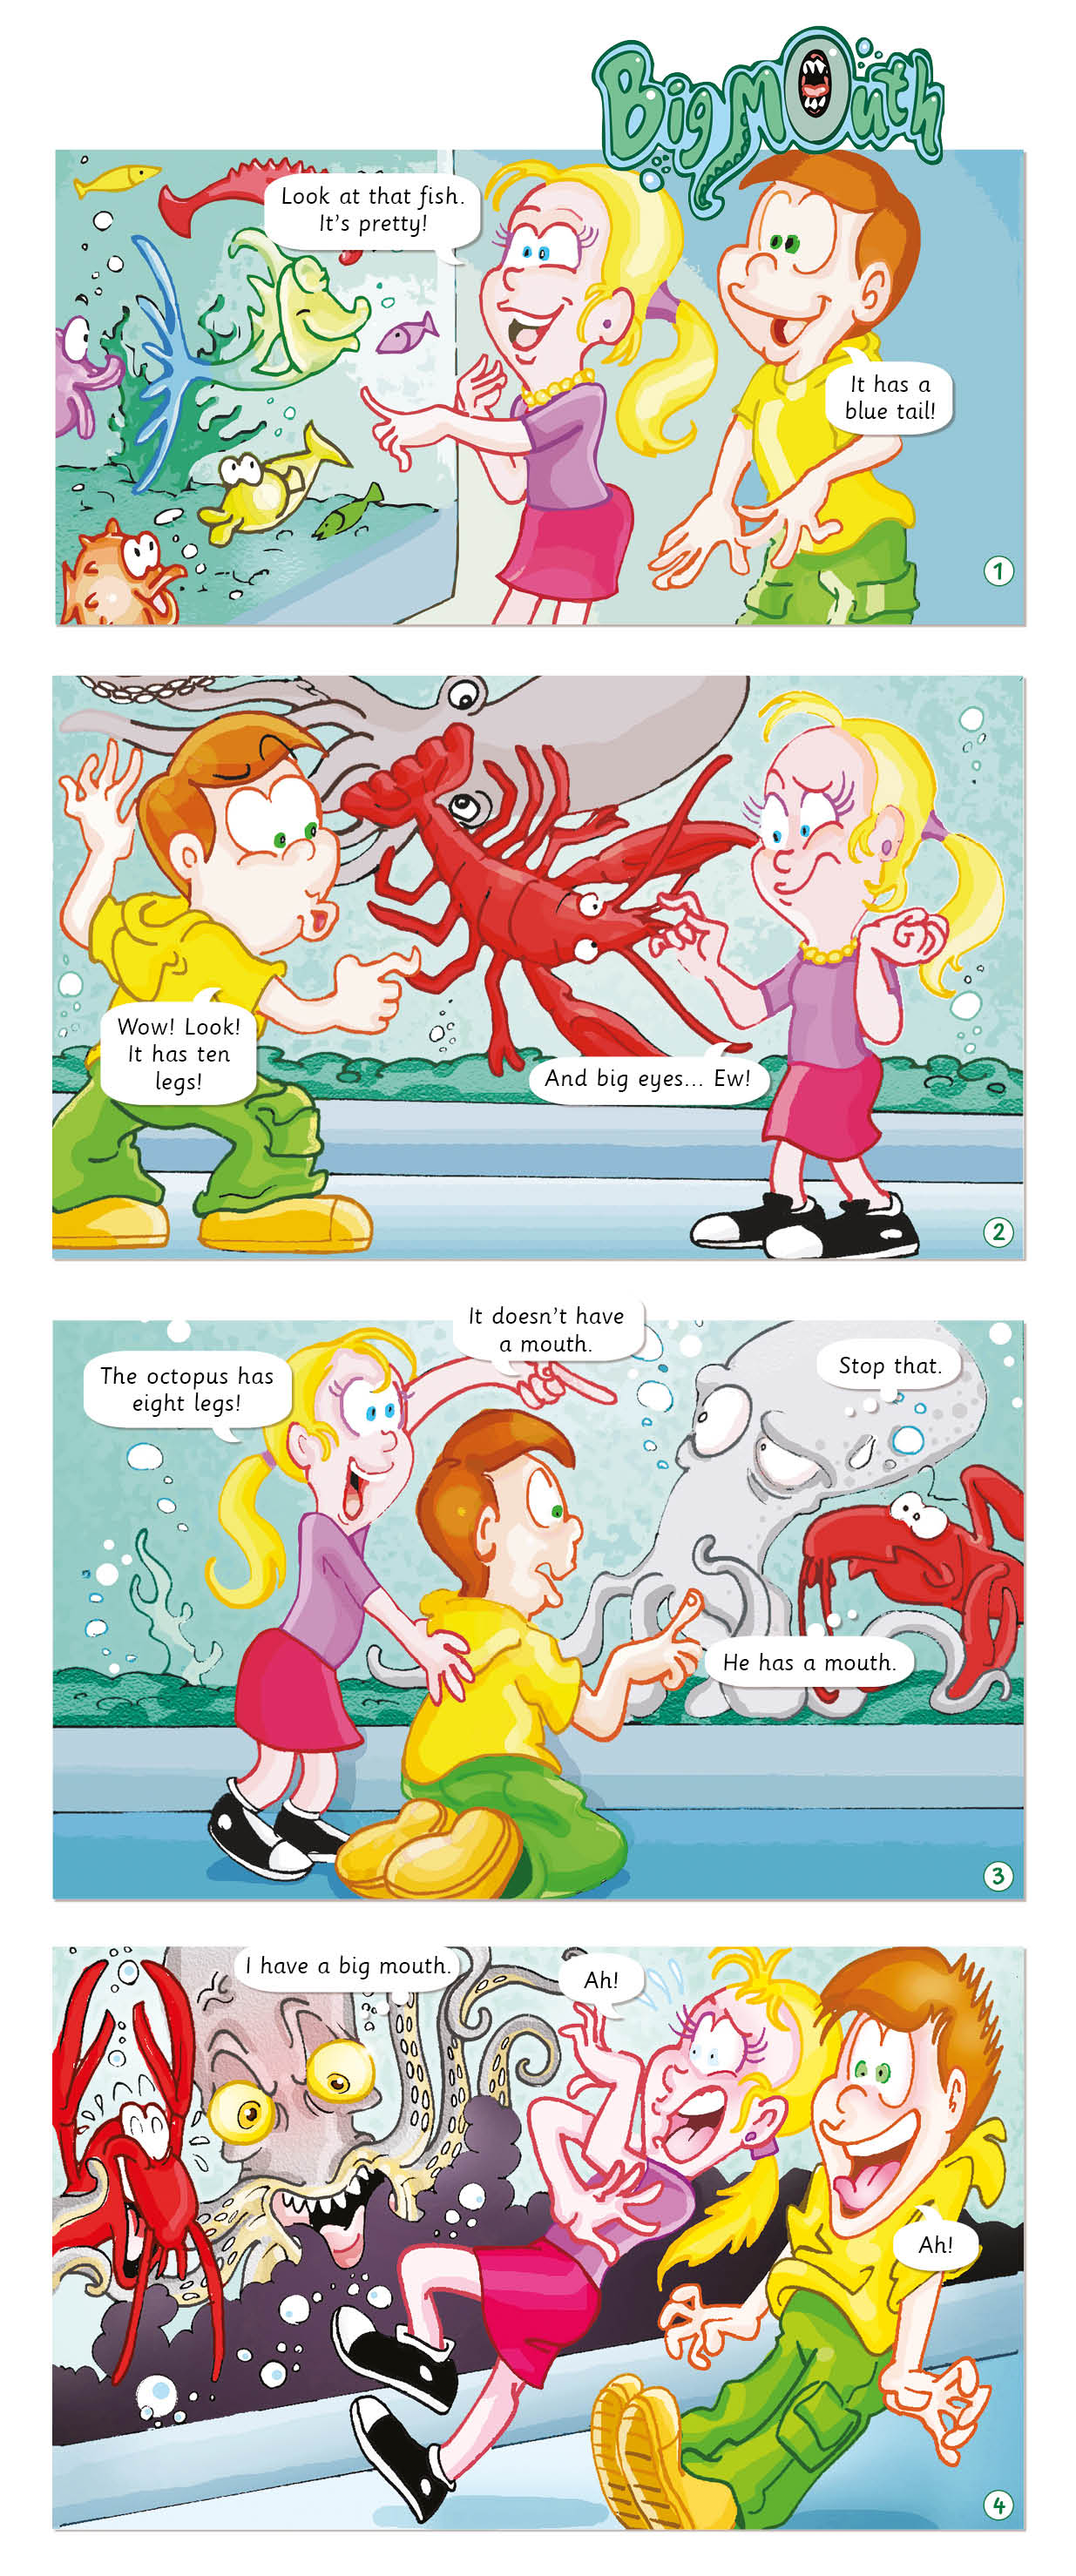 Big Mouth
Look at that fish.
It's pretty!
It has a
blue tail!
1
Wow! Look!
It has ten
legs!
And big eyes... Ew!
2
The octopus has
eight legs!
It doesn't have
a mouth.
Stop that.
He has a mouth.
3
I have a big mouth.
Ah!
Ah!
4